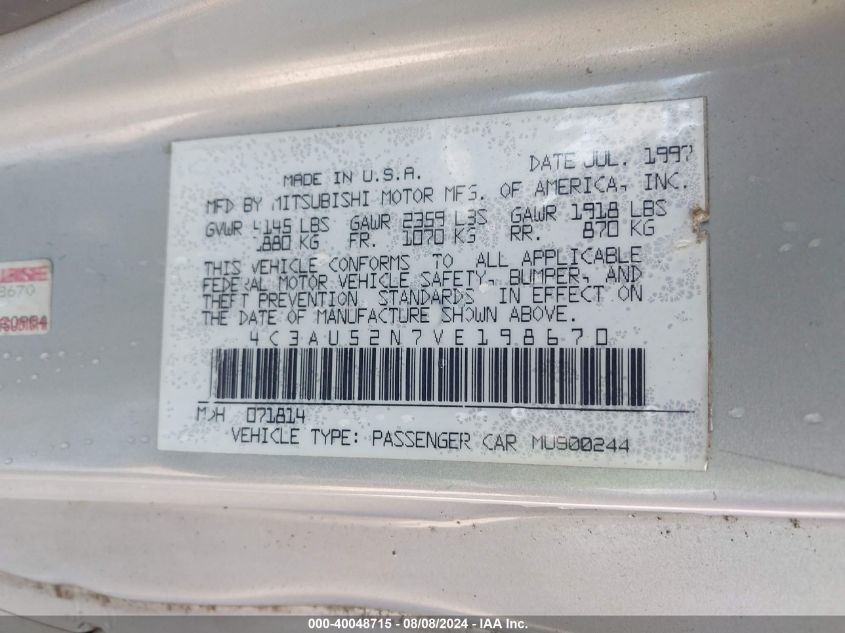 MADE IN U.S.A. DATE JUL. 1997
MFD BY MITSUBISHI MOTOR MFG. OF AMERICA, INC.
GVWR 4145 LBS GAWR 2359 LBS GAWR 1918 LBS
1880 KG FR. 1070 KG RR. 870 KG
THIS VEHICLE CONFORMS TO ALL APPLICABLE
FEDERAL MOTOR VEHICLE SAFETY, BUMPER, AND
THEFT PREVENTION STANDARDS IN EFFECT ON
THE DATE OF MANUFACTURE SHOWN ABOVE.
4C3AU52N7VE198670
MDH 071814
VEHICLE TYPE: PASSENGER CAR MU900244
8670
000-40048715 - 08/08/2024 - IAA Inc.